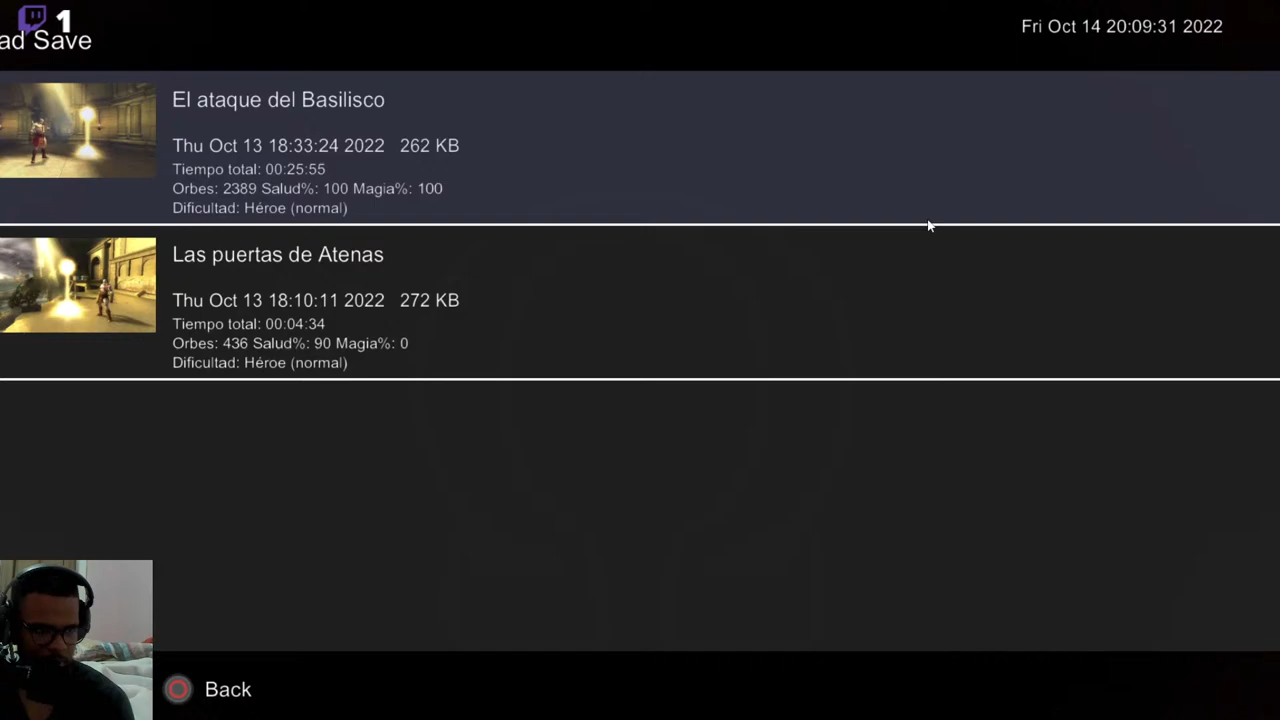 1
ad Save
Fri Oct 14 20:09:31 2022
El ataque del Basilisco
Thu Oct 13 18:33:24 2022 262 KB
Tiempo total: 00:25:55
Orbes: 2389 Salud%: 100 Magia%: 100
Dificultad: Héroe (normal)
Las puertas de Atenas
Thu Oct 13 18:10:11 2022 272 KB
Tiempo total: 00:04:34
Orbes: 436 Salud%: 90 Magia%: 0
Dificultad: Héroe (normal)
Back